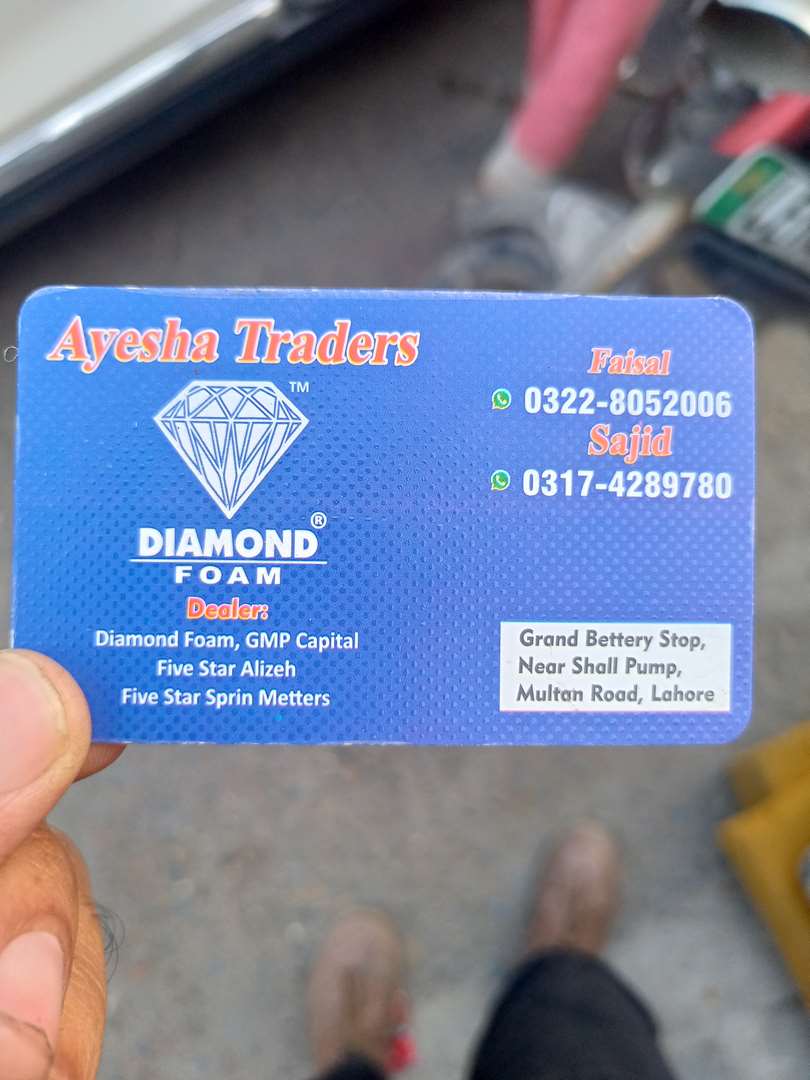 Ayesha Traders
TM
DIAMOND®
FOAM
Dealer:
Diamond Foam, GMP Capital
Five Star Alizeh
Five Star Sprin Metters
Faisal
0322-8052006
Sajid
0317-4289780
Grand Bettery Stop,
Near Shall Pump,
Multan Road, Lahore